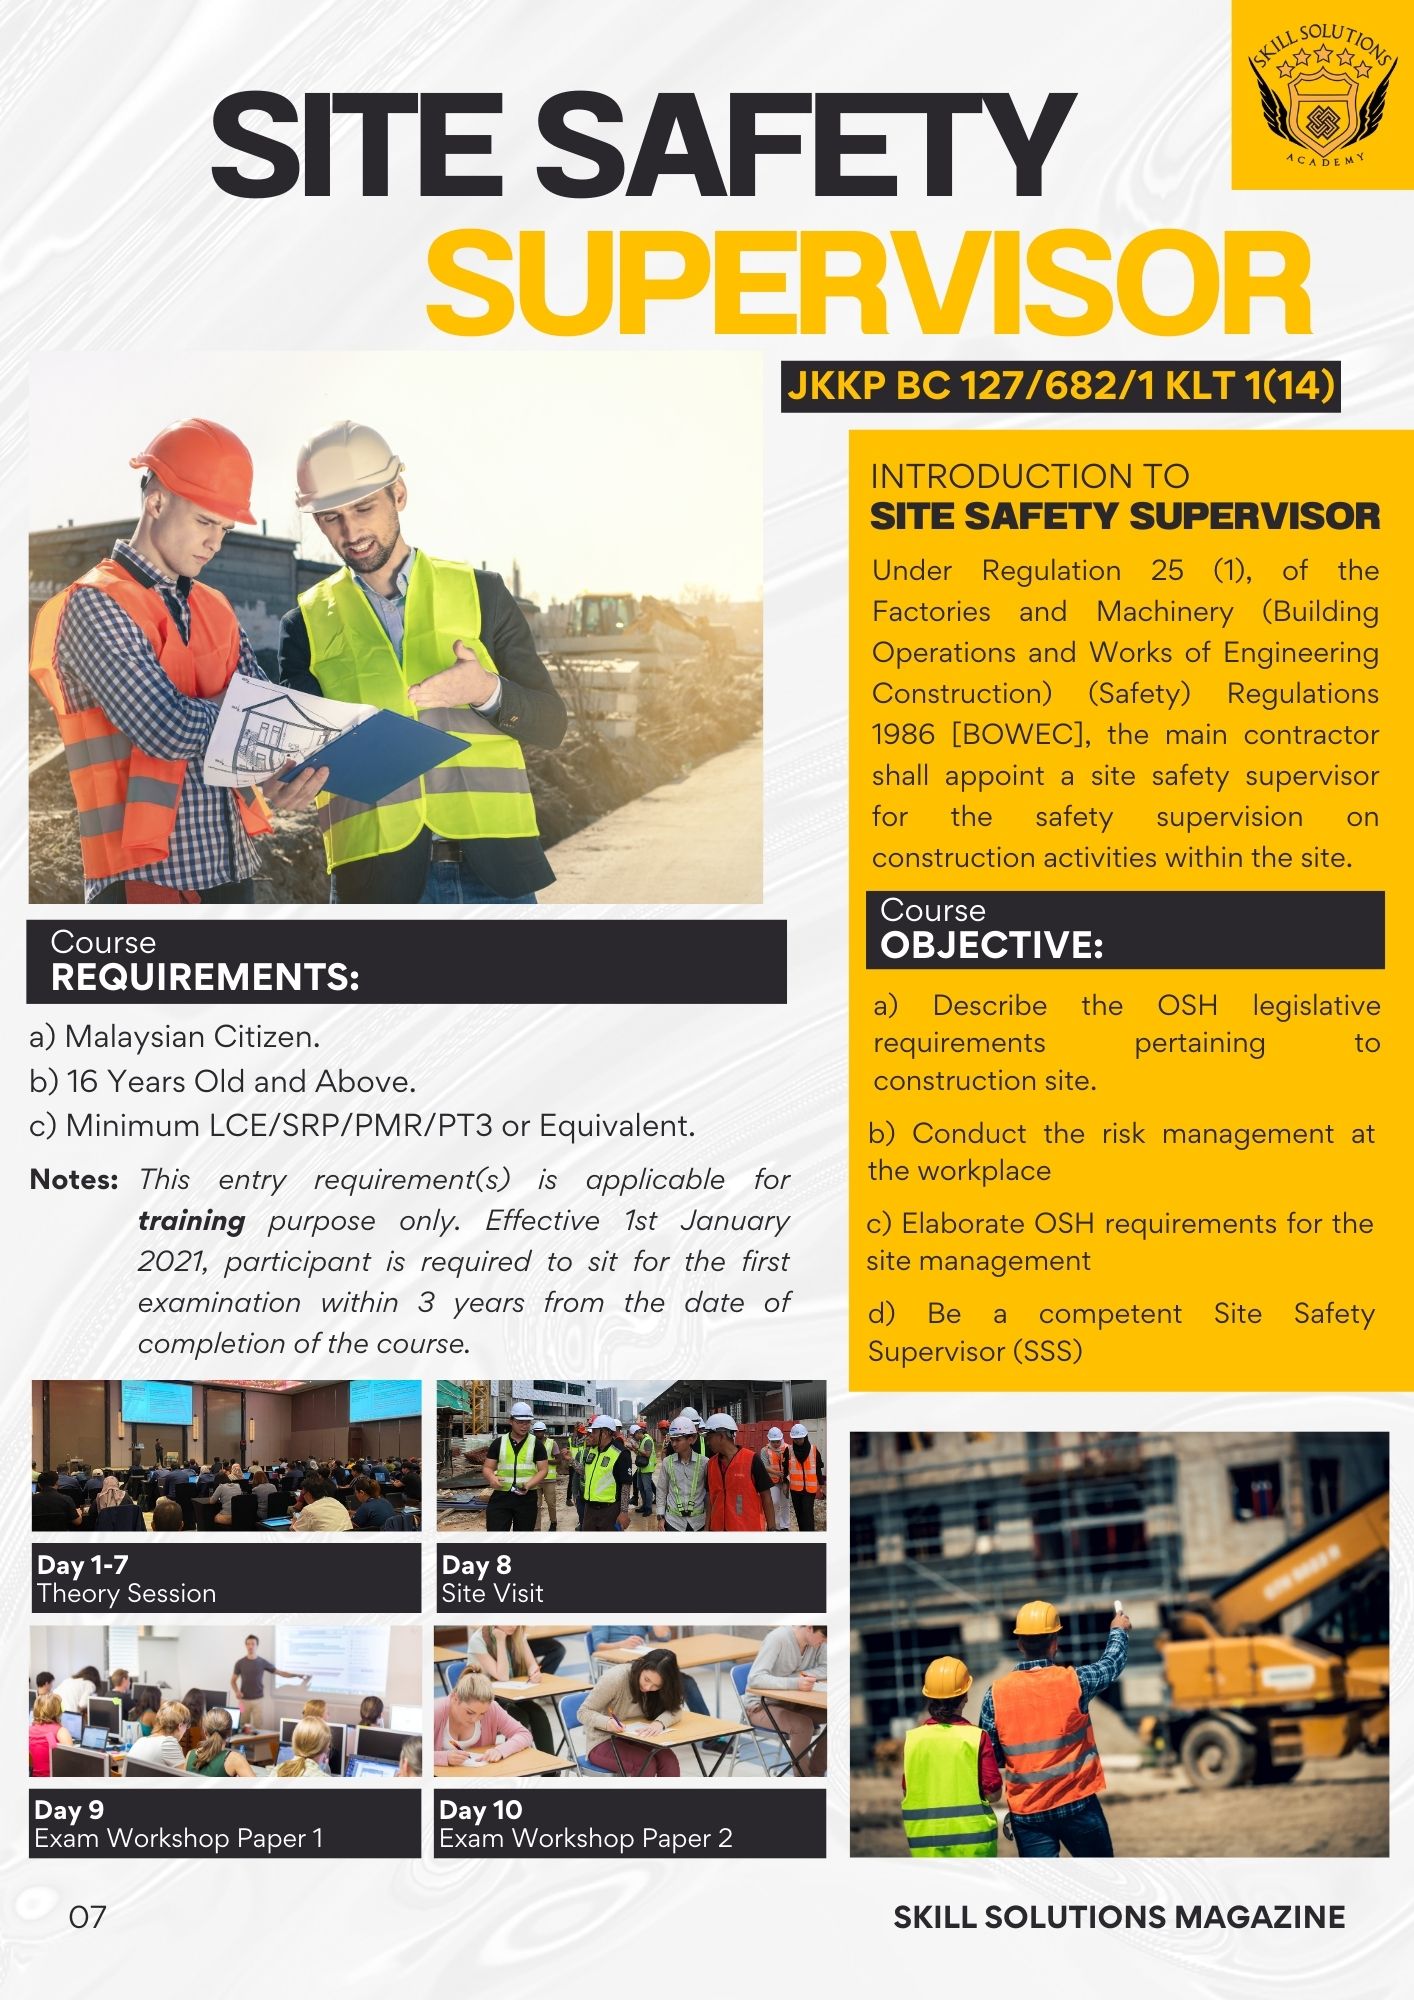 SKILL SOLUTIONS
ACADEMY
SITE SAFETY
SUPERVISOR
JKKP BC 127/682/1 KLT 1(14)
INTRODUCTION TO
SITE SAFETY SUPERVISOR
Under Regulation 25 (1), of the
Factories and Machinery (Building
Operations and Works of Engineering
Construction) (Safety) Regulations
1986 [BOWEC], the main contractor
shall appoint a site safety supervisor
for the safety supervision on
construction activities within the site.
Course
OBJECTIVE:
a) Describe the OSH legislative
requirements pertaining to
construction site.
b) Conduct the risk management at
the workplace
c) Elaborate OSH requirements for the
site management
d) Be a competent Site Safety
Supervisor (SSS)
Course
REQUIREMENTS:
a) Malaysian Citizen.
b) 16 Years Old and Above.
c) Minimum LCE/SRP/PMR/PT3 or Equivalent.
Notes: This entry requirement(s) is applicable for
training purpose only. Effective 1st January
2021, participant is required to sit for the first
examination within 3 years from the date of
completion of the course.
Day 1-7
Theory Session
Day 8
Site Visit
Day 9
Exam Workshop Paper 1
Day 10
Exam Workshop Paper 2
07
SKILL SOLUTIONS MAGAZINE